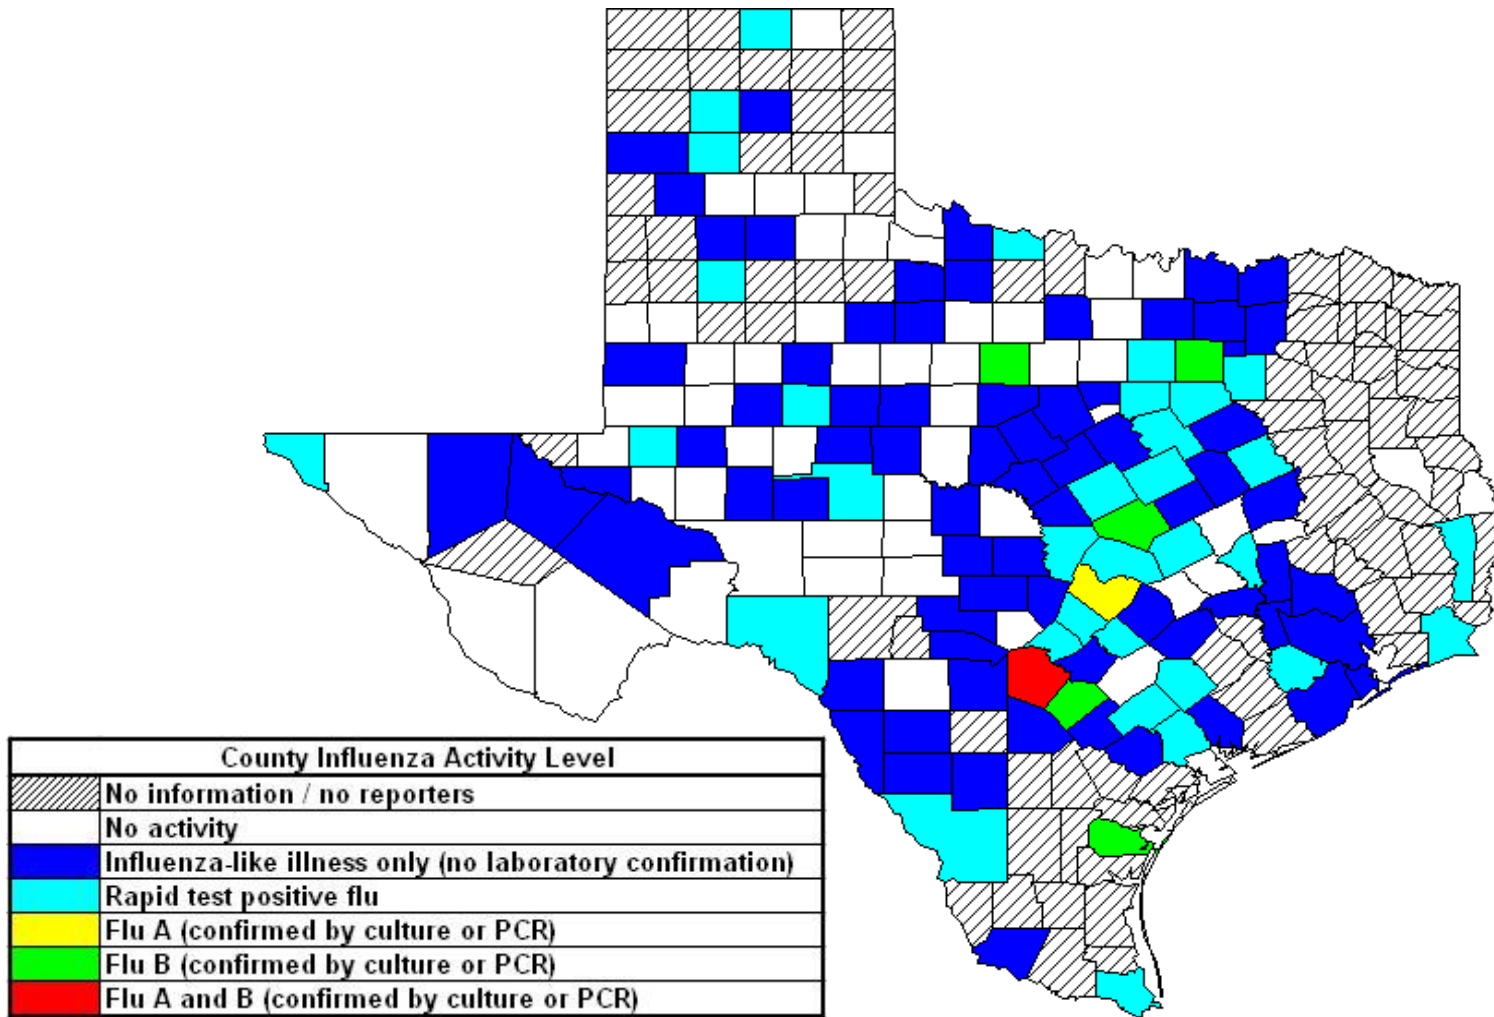 County Influenza Activity Level
No information / no reporters
No activity
Influenza-like illness only (no laboratory confirmation)
Rapid test positive flu
Flu A (confirmed by culture or PCR)
Flu B (confirmed by culture or PCR)
Flu A and B (confirmed by culture or PCR)